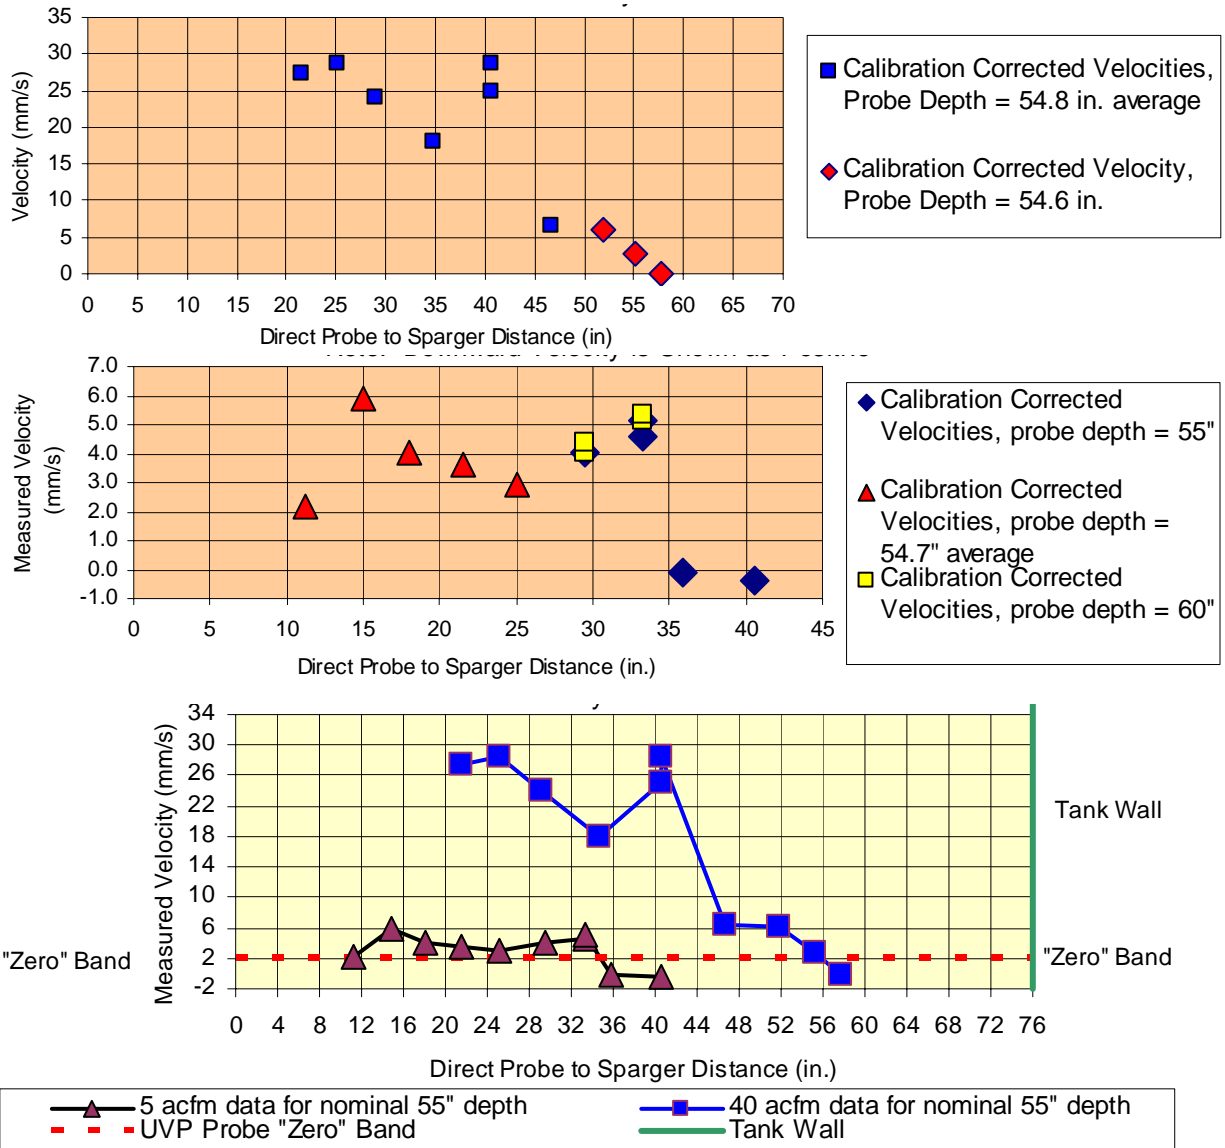 35
30
25
20
15
10
5
0
Velocity (mm/s)
0 5 10 15 20 25 30 35 40 45 50 55 60 65 70
Direct Probe to Sparger Distance (in)
Calibration Corrected Velocities,
Probe Depth = 54.8 in. average
Calibration Corrected Velocity,
Probe Depth = 54.6 in.
7.0
6.0
5.0
4.0
3.0
2.0
1.0
0.0
-1.0
Measured Velocity
(mm/s)
0 5 10 15 20 25 30 35 40 45
Direct Probe to Sparger Distance (in.)
Calibration Corrected
Velocities, probe depth = 55"
Calibration Corrected
Velocities, probe depth =
54.7" average
Calibration Corrected
Velocities, probe depth = 60"
34
30
26
22
18
14
10
6
2
-2
Measured Velocity (mm/s)
"Zero" Band
Tank Wall
"Zero" Band
0 4 8 12 16 20 24 28 32 36 40 44 48 52 56 60 64 68 72 76
Direct Probe to Sparger Distance (in.)
5 acfm data for nominal 55" depth
40 acfm data for nominal 55" depth
UVP Probe "Zero" Band
Tank Wall